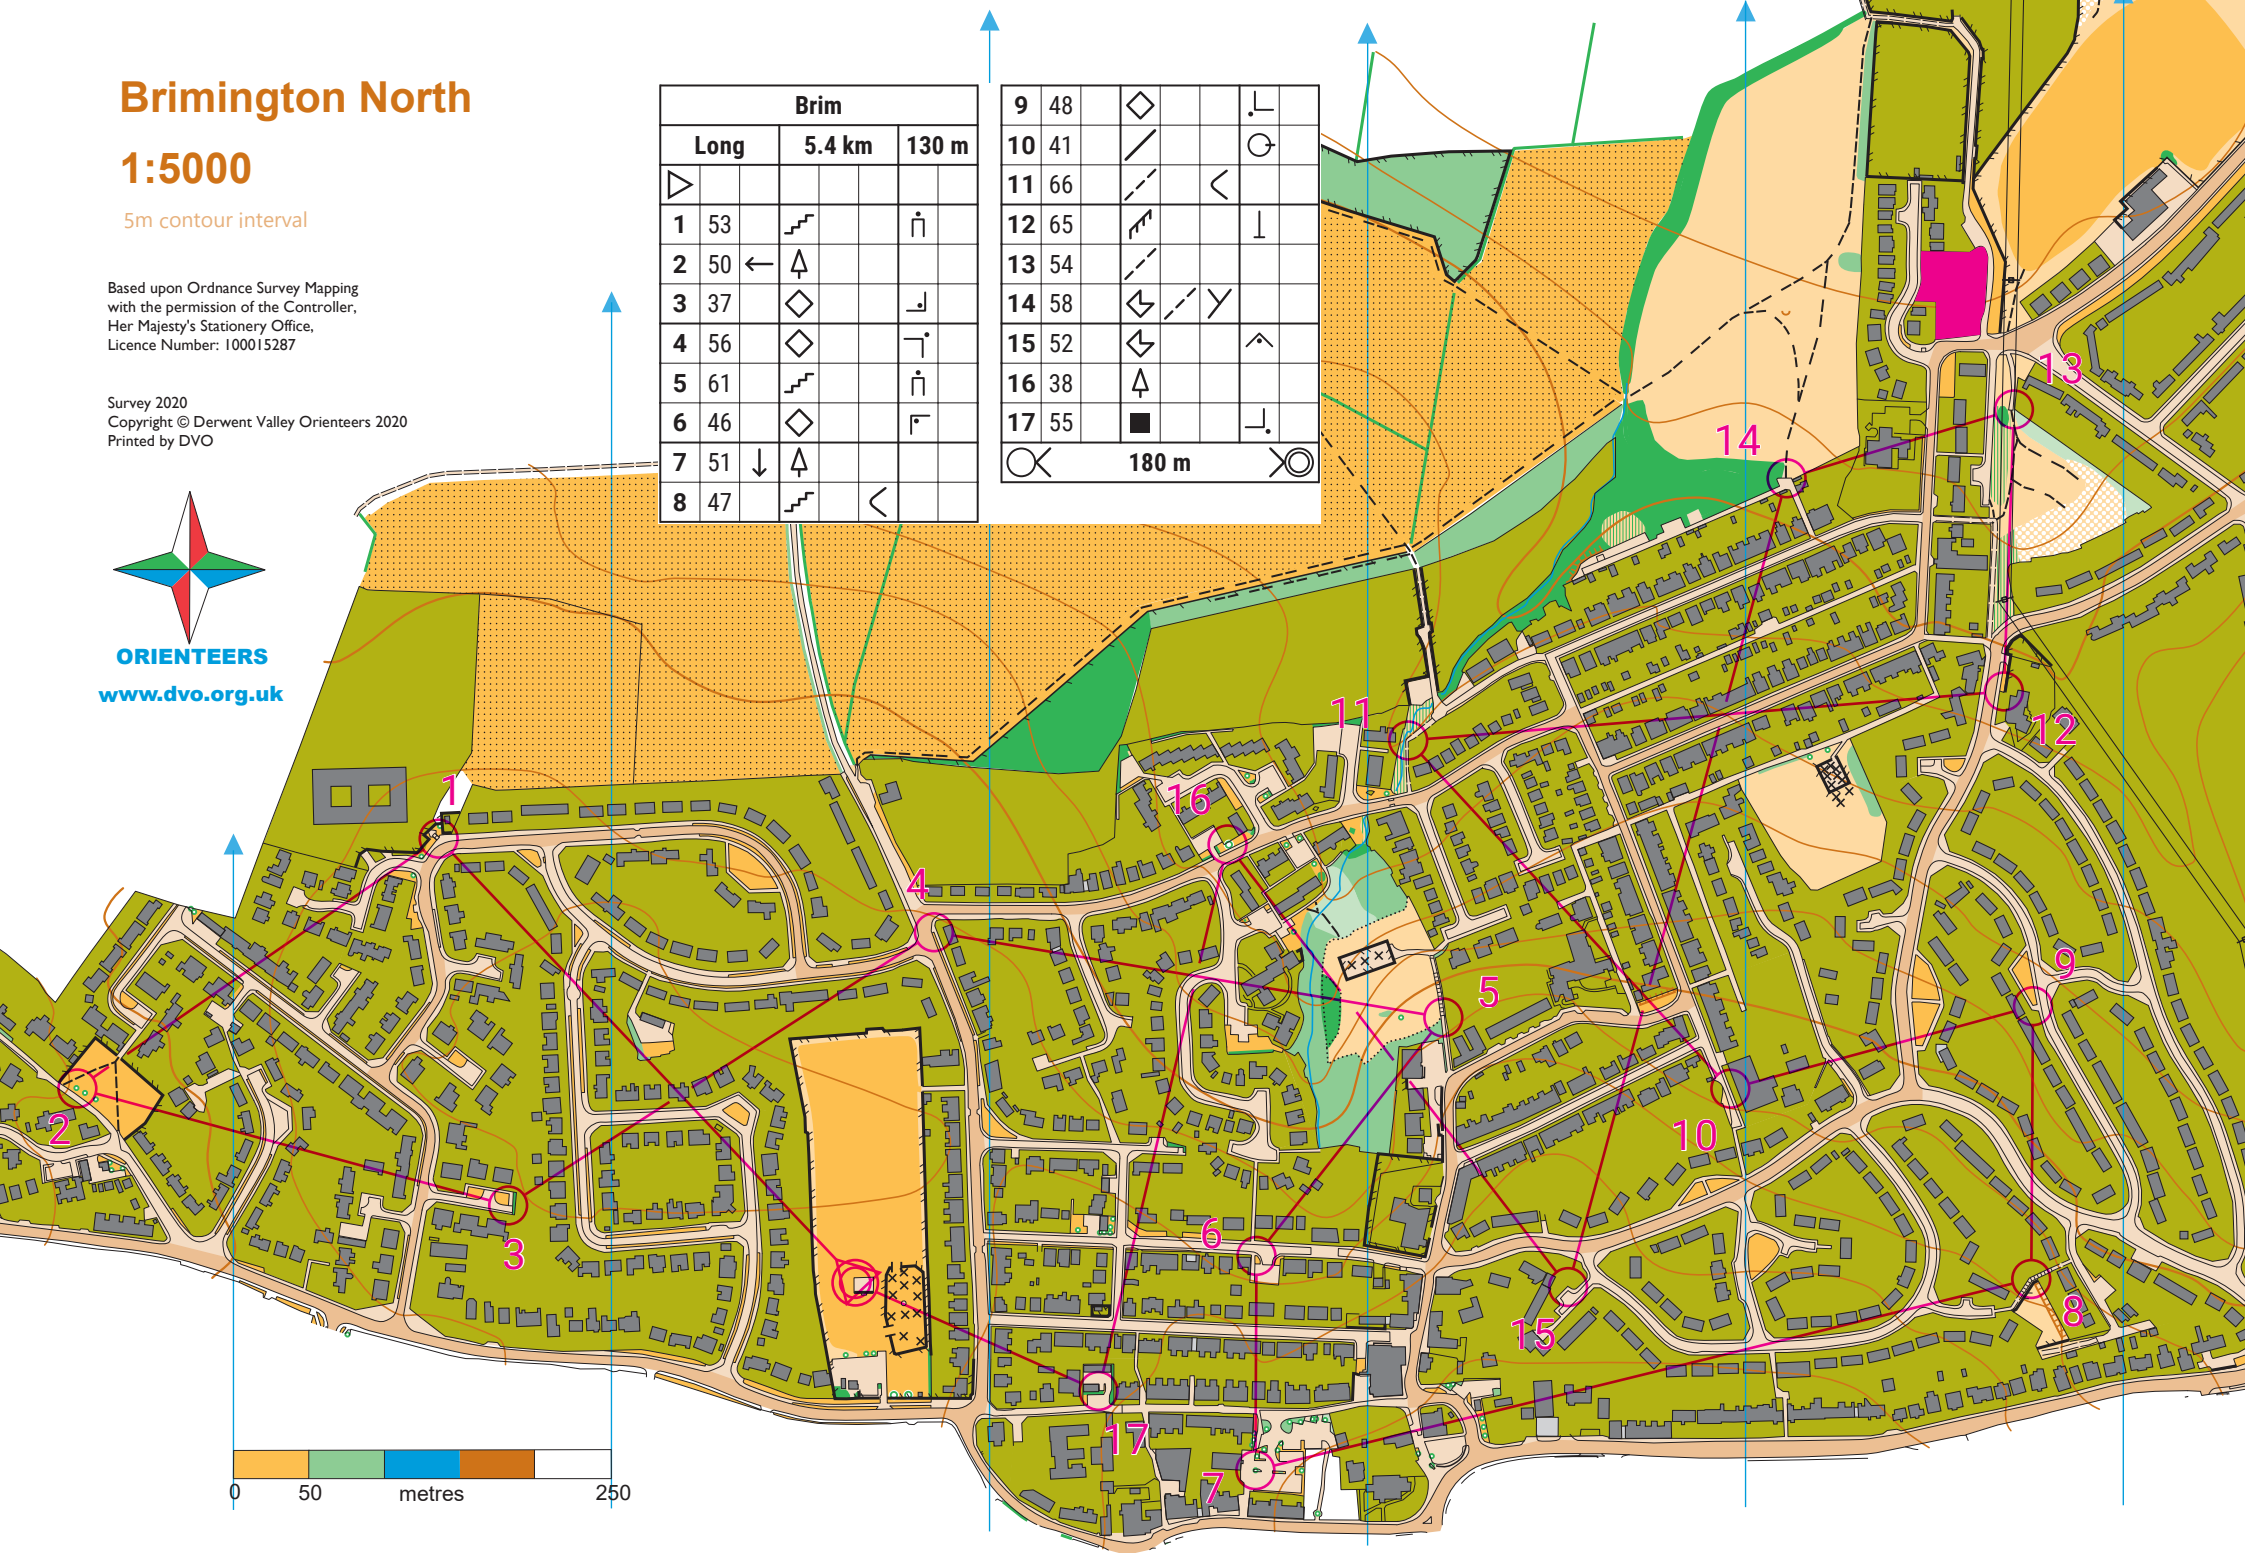 Brimington North
1:5000
5m contour interval
Based upon Ordnance Survey Mapping
with the permission of the Controller,
Her Majesty's Stationery Office,
Licence Number: 100015287
Survey 2020
Copyright © Derwent Valley Orienteers 2020
Printed by DVO
ORIENTEERS
www.dvo.org.uk
Brim
Long 5.4 km 130 m
1 53
2 50
3 37
4 56
5 61
6 46
7 51
8 47
9 48
10 41
11 66
12 65
13 54
14 58
15 52
16 38
17 55
180 m
13
14
11
12
1
16
4
9
5
2
10
6
3
8
15
17
7
0 50 metres 250